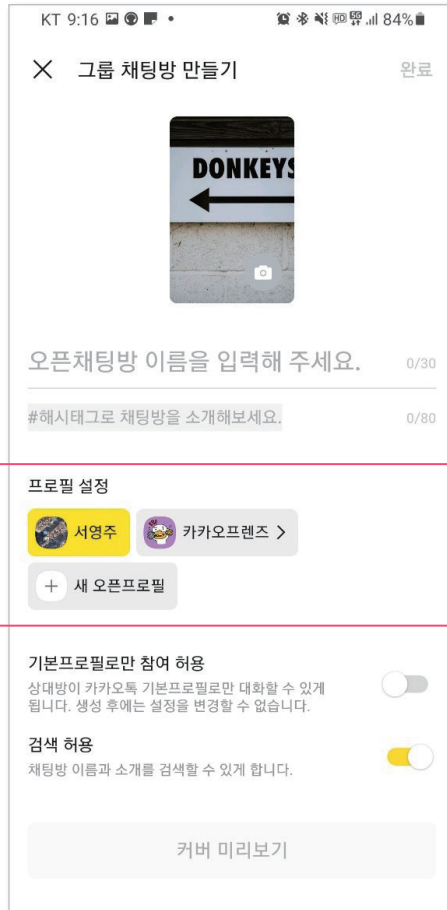 KT 9:16 84%
그룹 채팅방 만들기 완료
DONKEYS
오픈채팅방 이름을 입력해 주세요. 0/30
#해시태그로 채팅방을 소개해보세요. 0/80
프로필 설정
서영주 카카오프렌즈 >
+ 새 오픈프로필
기본프로필로만 참여 허용
상대방이 카카오톡 기본프로필로만 대화할 수 있게
됩니다. 생성 후에는 설정을 변경할 수 없습니다.
검색 허용
채팅방 이름과 소개를 검색할 수 있게 합니다.
커버 미리보기